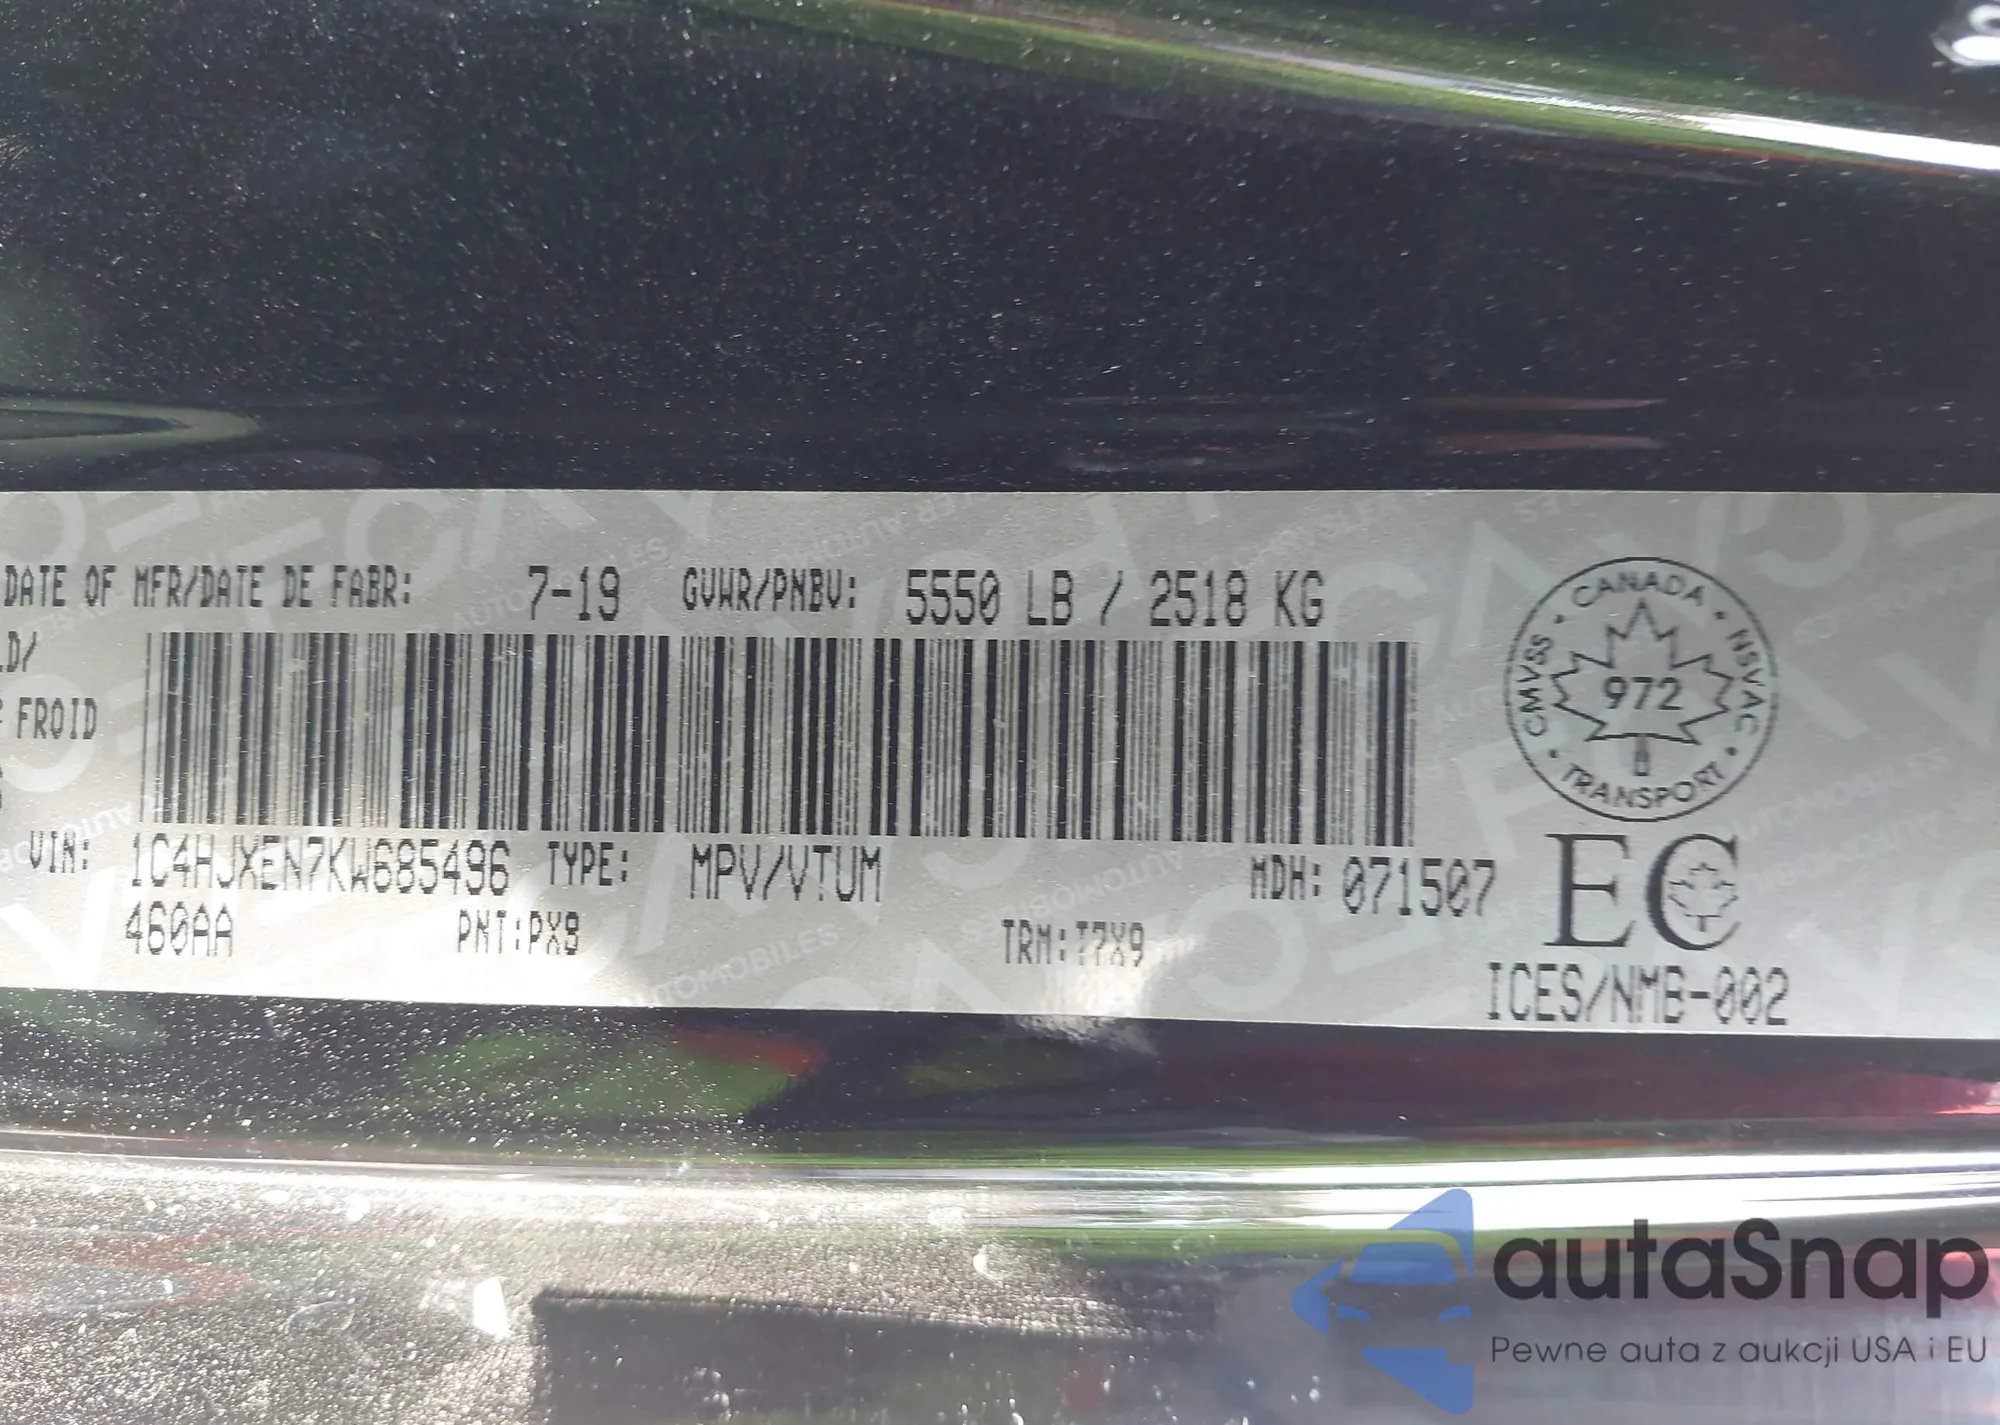 DATE OF MFR/DATE DE FABR: 7-19 GVWR/PNBV: 5550 LB / 2518 KG
FROID
VIN: 1C4HJXEN7KW685496 TYPE: MPV/VTUM MDH: 071507
460AA PNT:PX8 TRM:T7X9
CANADA • NSVAC • TRANSPORT • CMVSS •
972
EC
ICES/NMB-002
autaSnap
Pewne auta z aukcji USA i EU